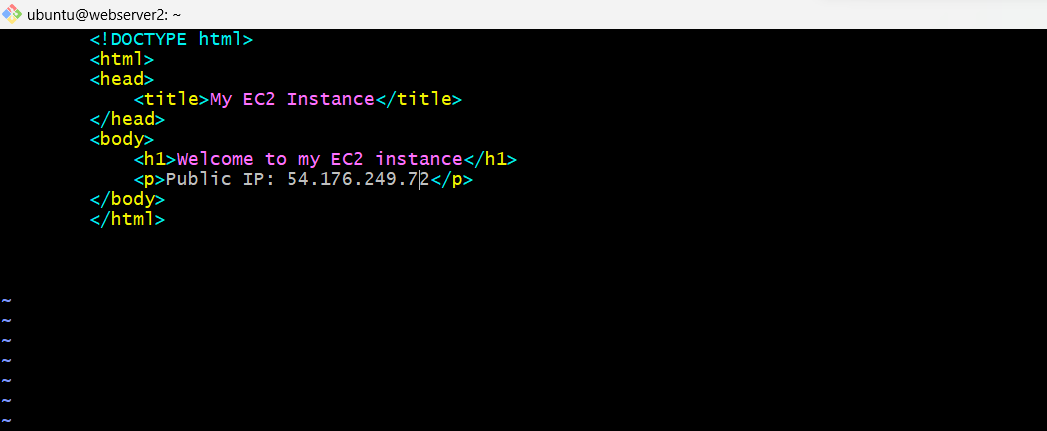 ubuntu@webserver2: ~
<!DOCTYPE html>
<html>
<head>
<title>My EC2 Instance</title>
</head>
<body>
<h1>Welcome to my EC2 instance</h1>
<p>Public IP: 54.176.249.72</p>
</body>
</html>
~
~
~
~
~
~
~